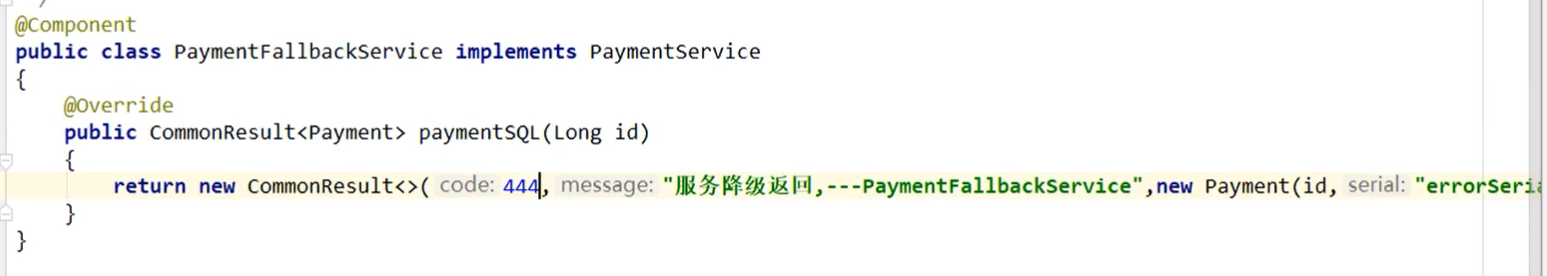 @Component
public class PaymentFallbackService implements PaymentService
{
@Override
public CommonResult<Payment> paymentSQL(Long id)
{
return new CommonResult<>( code: 444, message: "服务降级返回,---PaymentFallbackService",new Payment(id, serial: "errorSeria
}
}